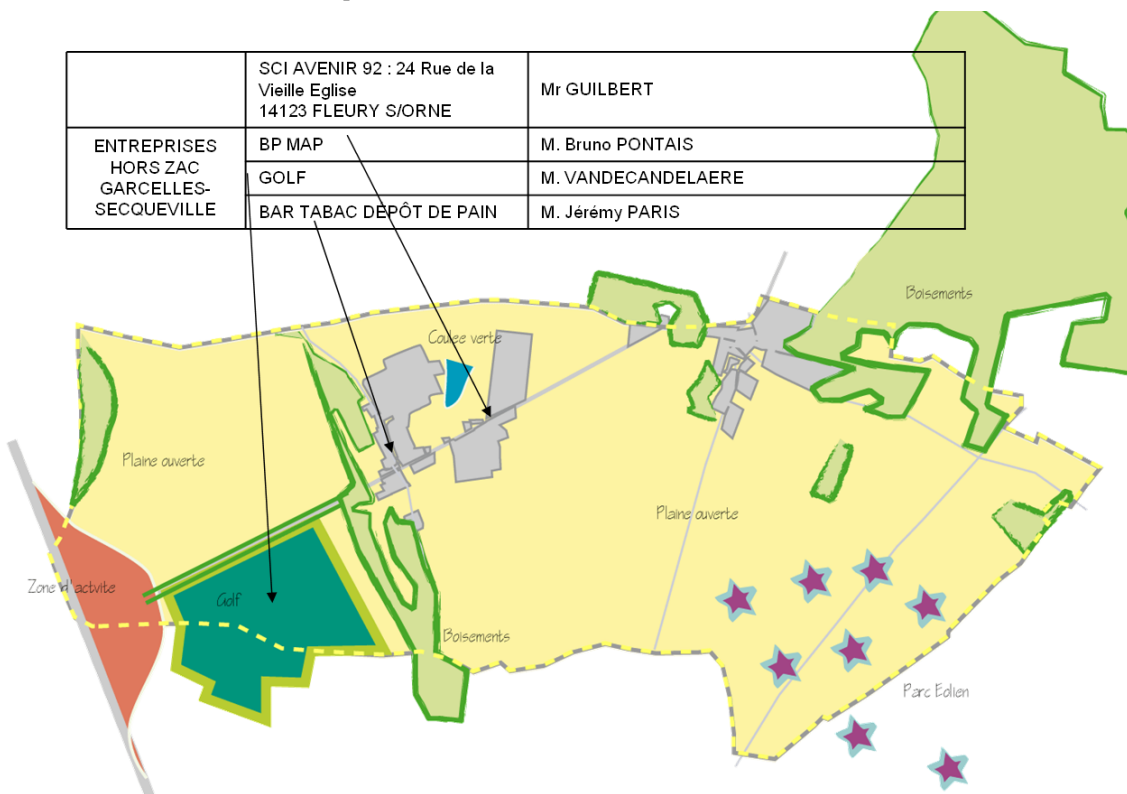 SCI AVENIR 92 : 24 Rue de la
Vieille Eglise
14123 FLEURY S/ORNE
Mr GUILBERT
ENTREPRISES
HORS ZAC
GARCELLES-
SECQUEVILLE
BP MAP
M. Bruno PONTAIS
GOLF
M. VANDECANDELAERE
BAR TABAC DEPÔT DE PAIN
M. Jérémy PARIS
Boisements
Coulee verte
Plaine ouverte
Plaine ouverte
Zone d'actvite
Golf
Boisements
Parc Eolien